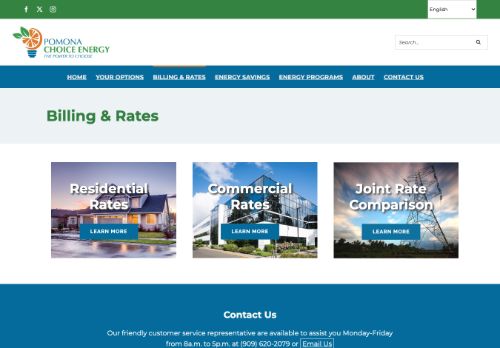 English
POMONA
CHOICE ENERGY
THE POWER TO CHOOSE
Search...
HOME YOUR OPTIONS BILLING & RATES ENERGY SAVINGS ENERGY PROGRAMS ABOUT CONTACT US
Billing & Rates
Residential Rates
LEARN MORE
Commercial Rates
LEARN MORE
Joint Rate Comparison
LEARN MORE
Contact Us
Our friendly customer service representative are available to assist you Monday-Friday
from 8a.m. to 5p.m. at (909) 620-2079 or Email Us